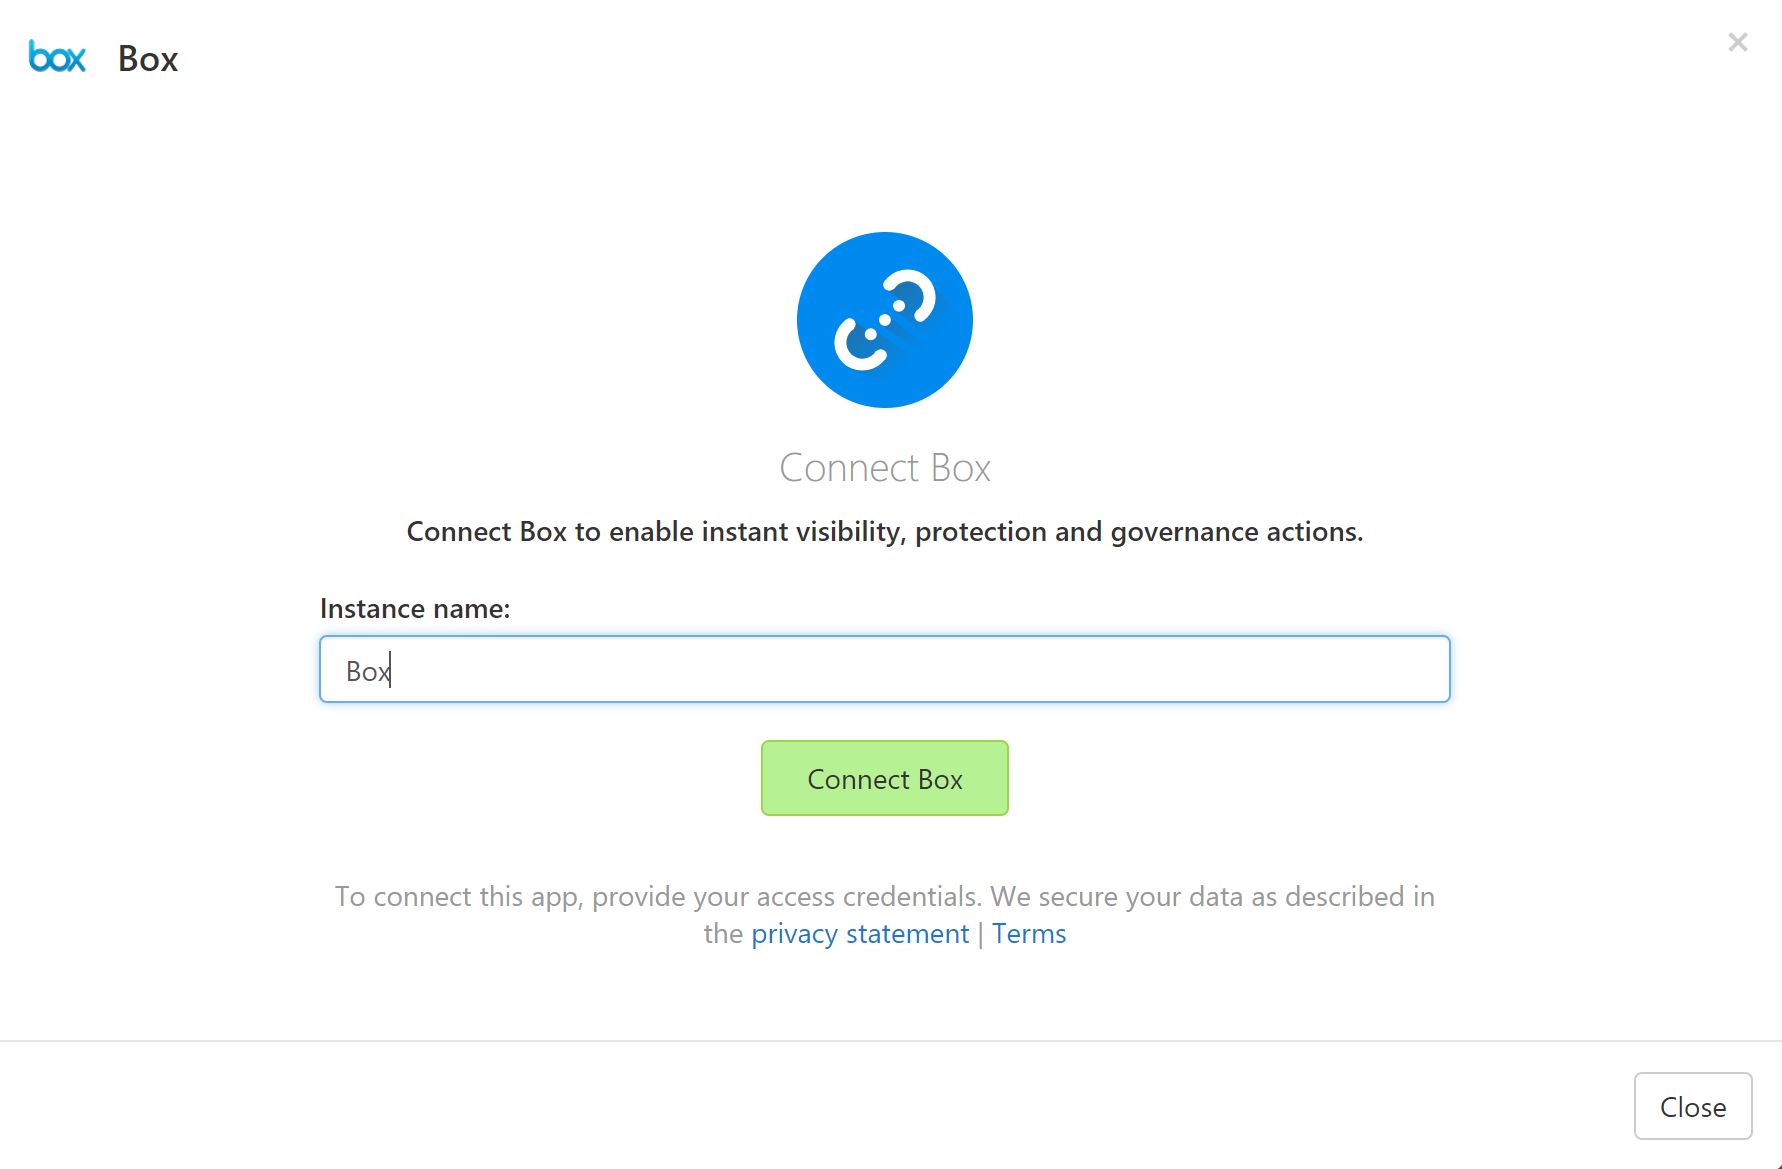 box Box
Connect Box
Connect Box to enable instant visibility, protection and governance actions.
Instance name:
Box
Connect Box
To connect this app, provide your access credentials. We secure your data as described in
the privacy statement | Terms
Close